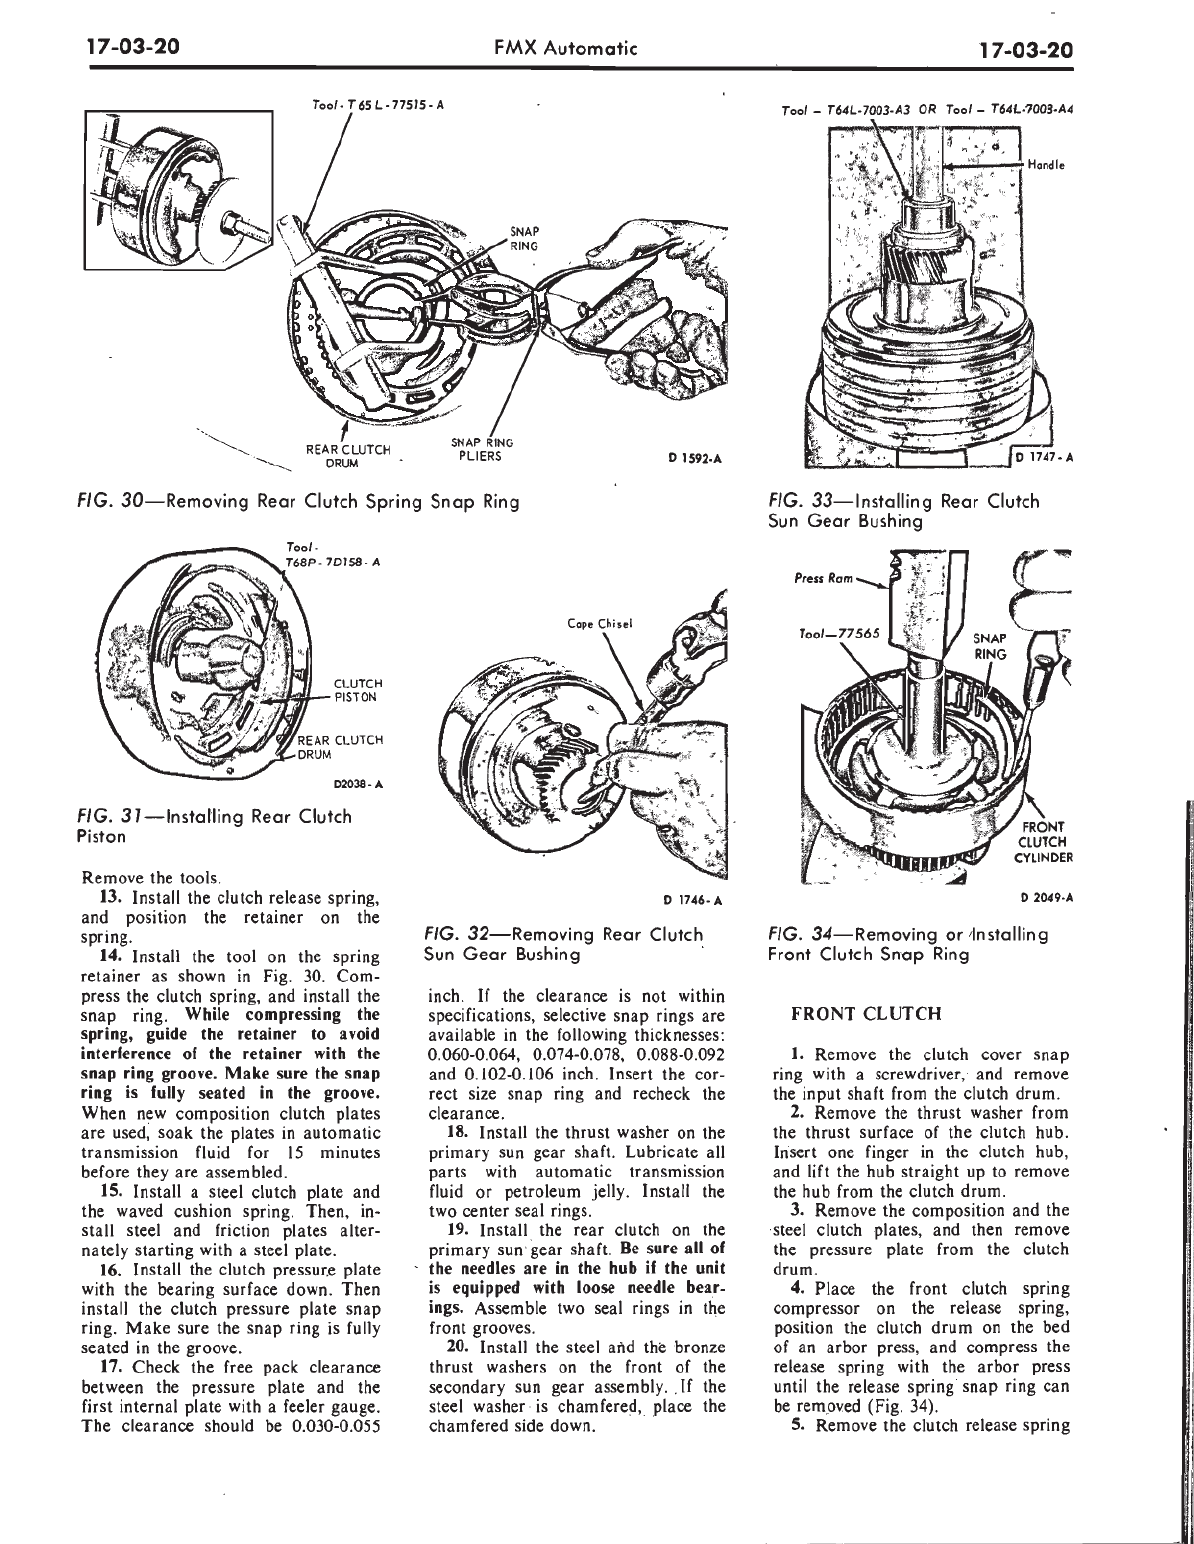 17-03-20
FMX Automatic
17-03-20
Tool - T 65 L - 77515 - A
SNAP
RING
REAR CLUTCH
DRUM
SNAP RING
PLIERS
D 1592-A
FIG. 30—Removing Rear Clutch Spring Snap Ring
Tool – T64L-7003-A3 OR Tool – T64L-7003-A4
Handle
D 1747 - A
FIG. 33—Installing Rear Clutch
Sun Gear Bushing
Tool -
T68P - 7D158 - A
CLUTCH
PISTON
REAR CLUTCH
DRUM
D2038 - A
FIG. 31—Installing Rear Clutch
Piston
Cape Chisel
D 1746 - A
FIG. 32—Removing Rear Clutch
Sun Gear Bushing
Press Ram
Tool—77565
SNAP
RING
FRONT
CLUTCH
CYLINDER
D 2049-A
FIG. 34—Removing or Installing
Front Clutch Snap Ring
Remove the tools.
13. Install the clutch release spring,
and position the retainer on the
spring.
14. Install the tool on the spring
retainer as shown in Fig. 30. Com-
press the clutch spring, and install the
snap ring. While compressing the
spring, guide the retainer to avoid
interference of the retainer with the
snap ring groove. Make sure the snap
ring is fully seated in the groove.
When new composition clutch plates
are used, soak the plates in automatic
transmission fluid for 15 minutes
before they are assembled.
15. Install a steel clutch plate and
the waved cushion spring. Then, in-
stall steel and friction plates alter-
nately starting with a steel plate.
16. Install the clutch pressure plate
with the bearing surface down. Then
install the clutch pressure plate snap
ring. Make sure the snap ring is fully
seated in the groove.
17. Check the free pack clearance
between the pressure plate and the
first internal plate with a feeler gauge.
The clearance should be 0.030-0.055
inch. If the clearance is not within
specifications, selective snap rings are
available in the following thicknesses:
0.060-0.064, 0.074-0.078, 0.088-0.092
and 0.102-0.106 inch. Insert the cor-
rect size snap ring and recheck the
clearance.
18. Install the thrust washer on the
primary sun gear shaft. Lubricate all
parts with automatic transmission
fluid or petroleum jelly. Install the
two center seal rings.
19. Install the rear clutch on the
primary sun gear shaft. Be sure all of
the needles are in the hub if the unit
is equipped with loose needle bear-
ings. Assemble two seal rings in the
front grooves.
20. Install the steel and the bronze
thrust washers on the front of the
secondary sun gear assembly. If the
steel washer is chamfered, place the
chamfered side down.
FRONT CLUTCH
1. Remove the clutch cover snap
ring with a screwdriver, and remove
the input shaft from the clutch drum.
2. Remove the thrust washer from
the thrust surface of the clutch hub.
Insert one finger in the clutch hub,
and lift the hub straight up to remove
the hub from the clutch drum.
3. Remove the composition and the
steel clutch plates, and then remove
the pressure plate from the clutch
drum.
4. Place the front clutch spring
compressor on the release spring,
position the clutch drum on the bed
of an arbor press, and compress the
release spring with the arbor press
until the release spring snap ring can
be removed (Fig. 34).
5. Remove the clutch release spring